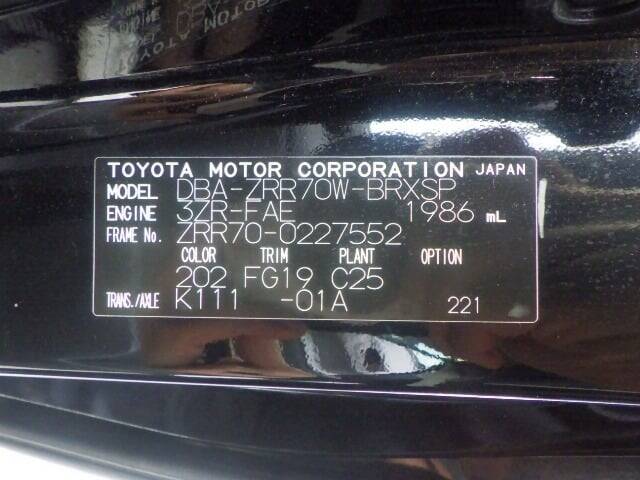 TOYOTA MOTOR CORPORATION JAPAN
MODEL DBA-ZRR70W-BRXSP
ENGINE 3ZR-FAE 1986 mL
FRAME No. ZRR70-0227552
COLOR TRIM PLANT OPTION
202 FG19 C25
TRANS./AXLE K111 -01A 221